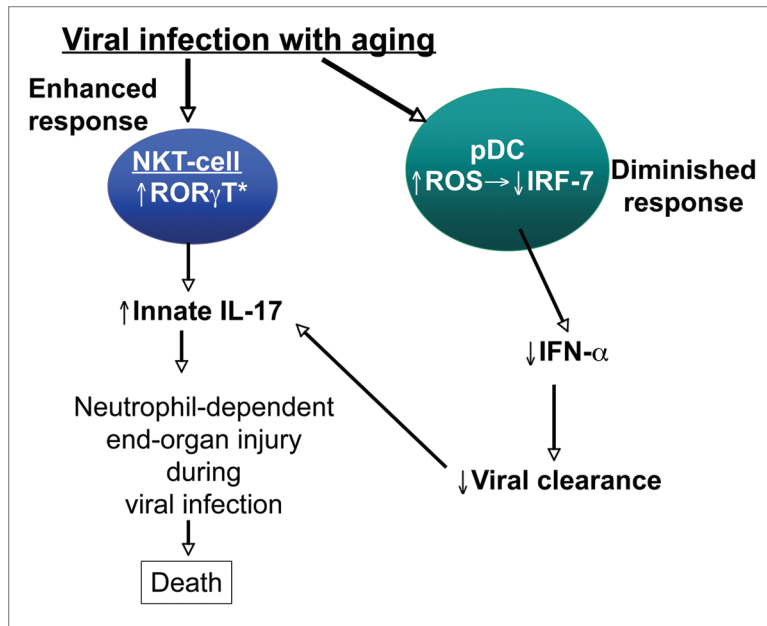 Viral infection with aging
Enhanced
response
NKT-cell
↑RORγT*
pDC
↑ROS→↓IRF-7
Diminished
response
↑Innate IL-17
↓IFN-α
Neutrophil-dependent
end-organ injury
during
viral infection
↓Viral clearance
Death